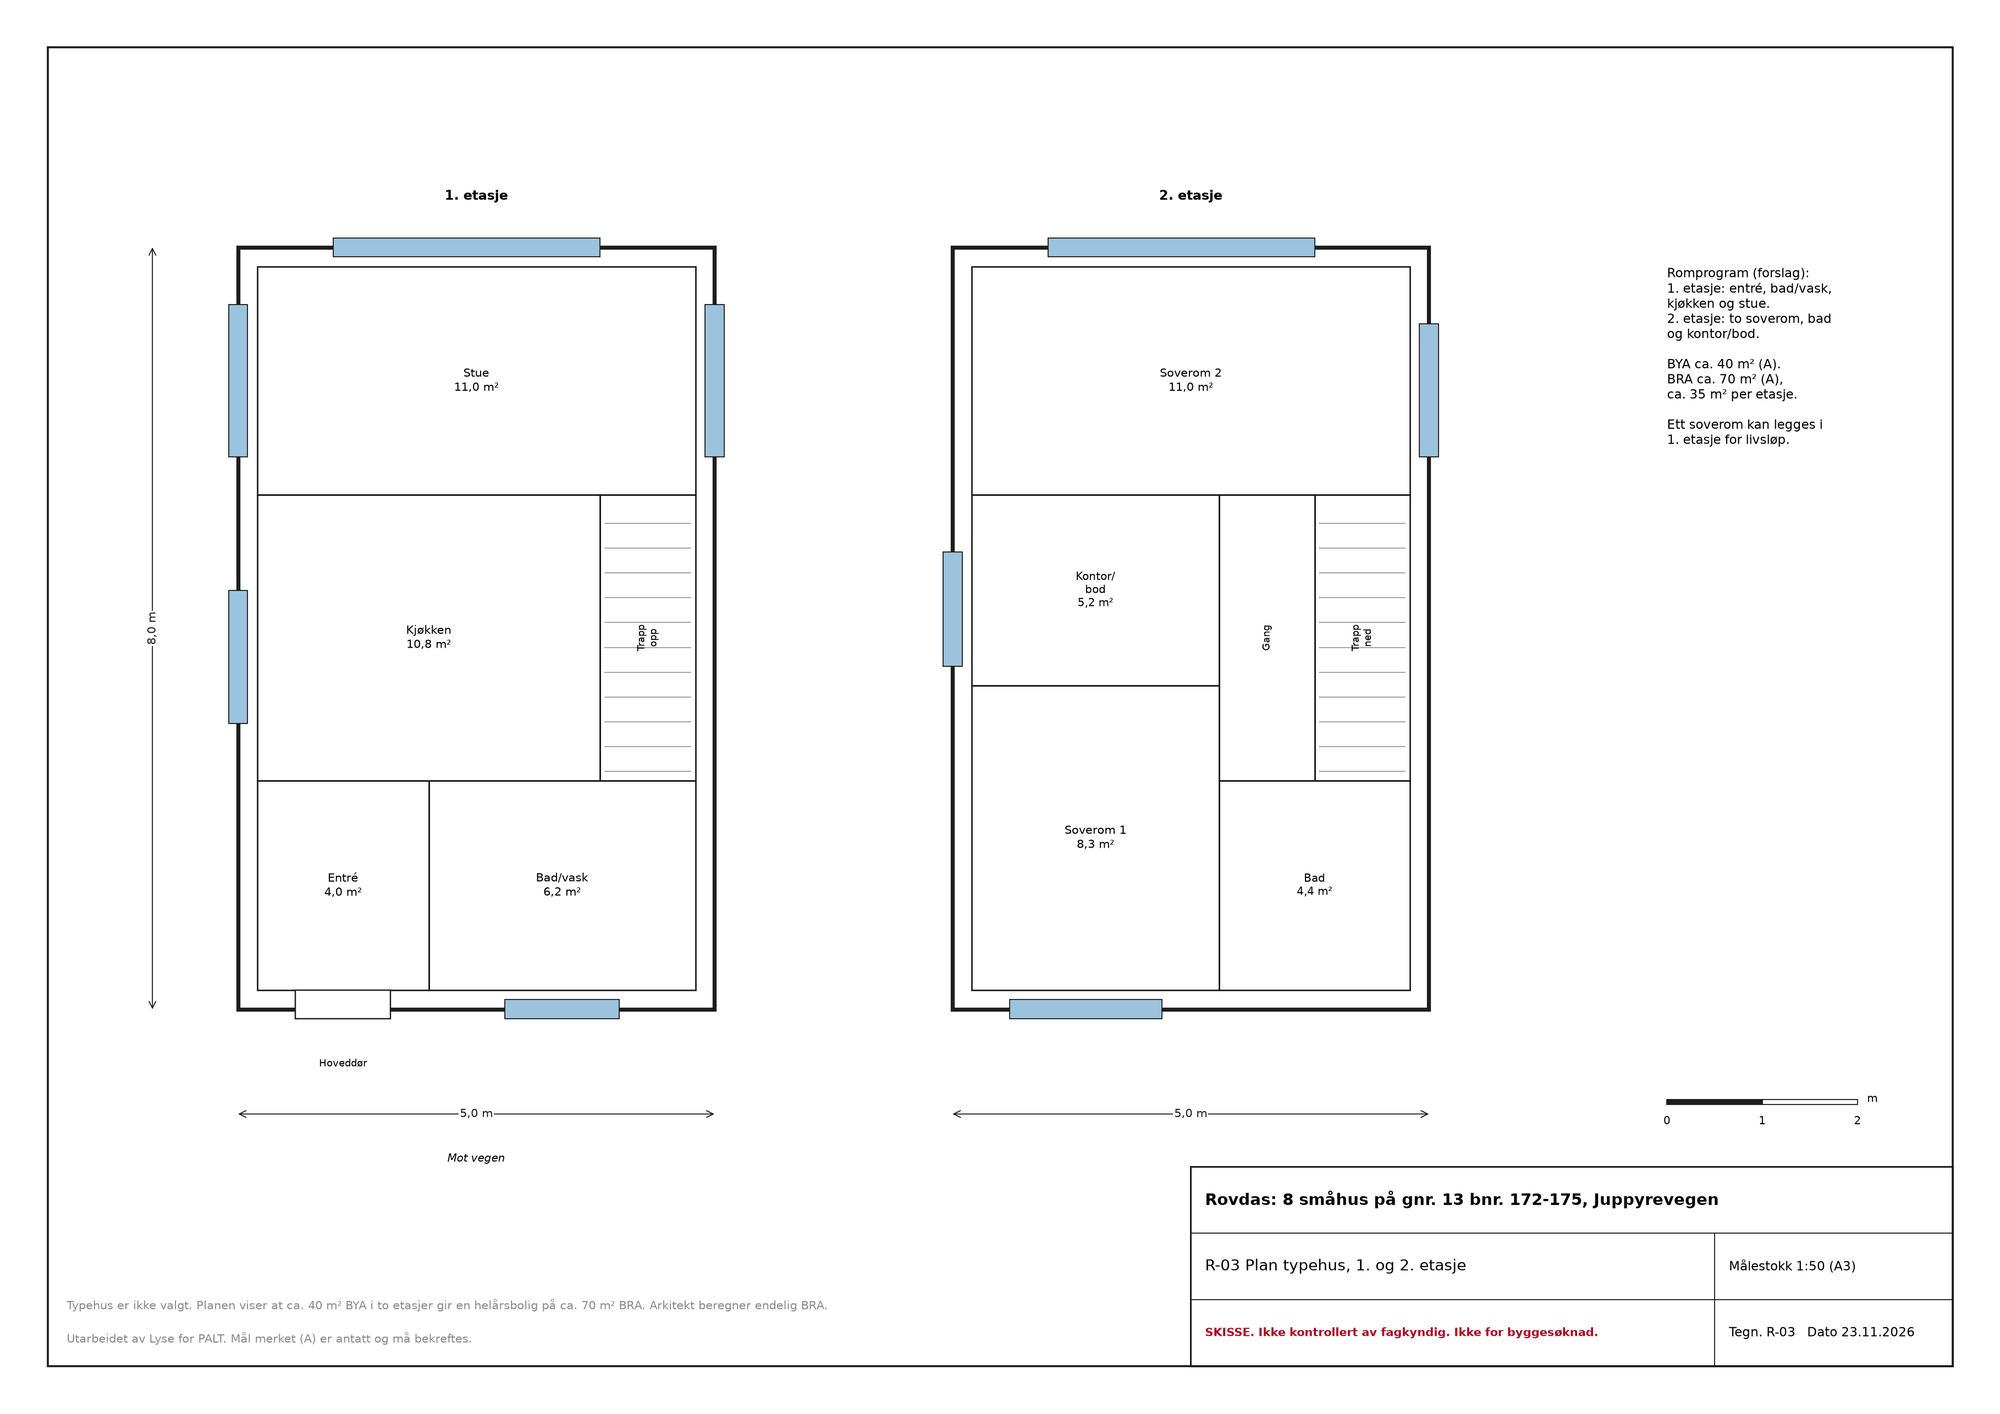 1. etasje
2. etasje
Stue
11,0 m²
Kjøkken
10,8 m²
Trapp
opp
Entré
4,0 m²
Bad/vask
6,2 m²
Hoveddør
8,0 m
5,0 m
Mot vegen
Soverom 2
11,0 m²
Kontor/
bod
5,2 m²
Gang
Trapp
ned
Soverom 1
8,3 m²
Bad
4,4 m²
5,0 m
Romprogram (forslag):
1. etasje: entré, bad/vask,
kjøkken og stue.
2. etasje: to soverom, bad
og kontor/bod.
BYA ca. 40 m² (A).
BRA ca. 70 m² (A),
ca. 35 m² per etasje.
Ett soverom kan legges i
1. etasje for livsløp.
m
0 1 2
Rovdas: 8 småhus på gnr. 13 bnr. 172-175, Juppyrevegen
R-03 Plan typehus, 1. og 2. etasje
Målestokk 1:50 (A3)
SKISSE. Ikke kontrollert av fagkyndig. Ikke for byggesøknad.
Tegn. R-03 Dato 23.11.2026
Typehus er ikke valgt. Planen viser at ca. 40 m² BYA i to etasjer gir en helårsbolig på ca. 70 m² BRA. Arkitekt beregner endelig BRA.
Utarbeidet av Lyse for PALT. Mål merket (A) er antatt og må bekreftes.